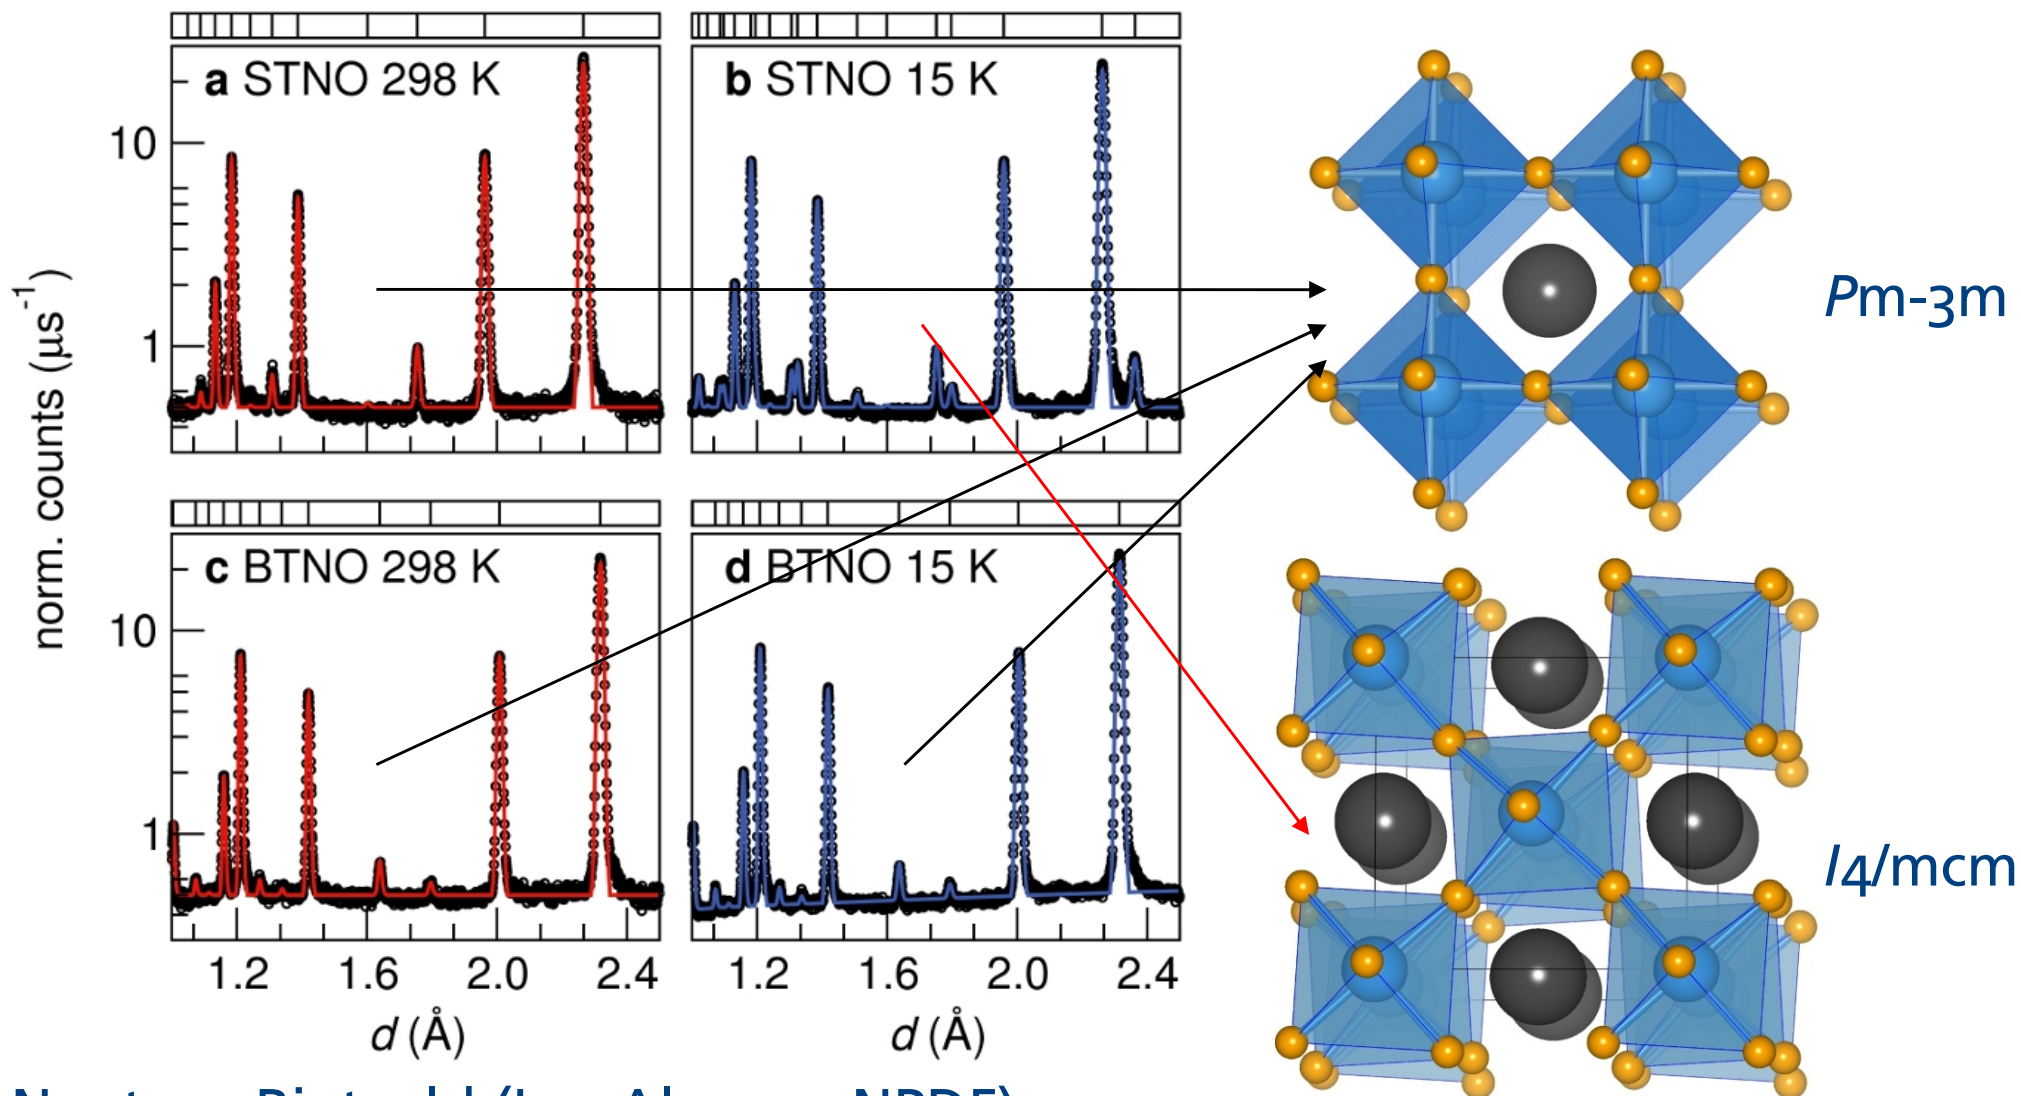 a STNO 298 K
b STNO 15 K
10
1
c BTNO 298 K
d BTNO 15 K
10
1
norm. counts (µs⁻¹)
1.2 1.6 2.0 2.4
1.2 1.6 2.0 2.4
d (Å)
d (Å)
Pm-3m
I4/mcm